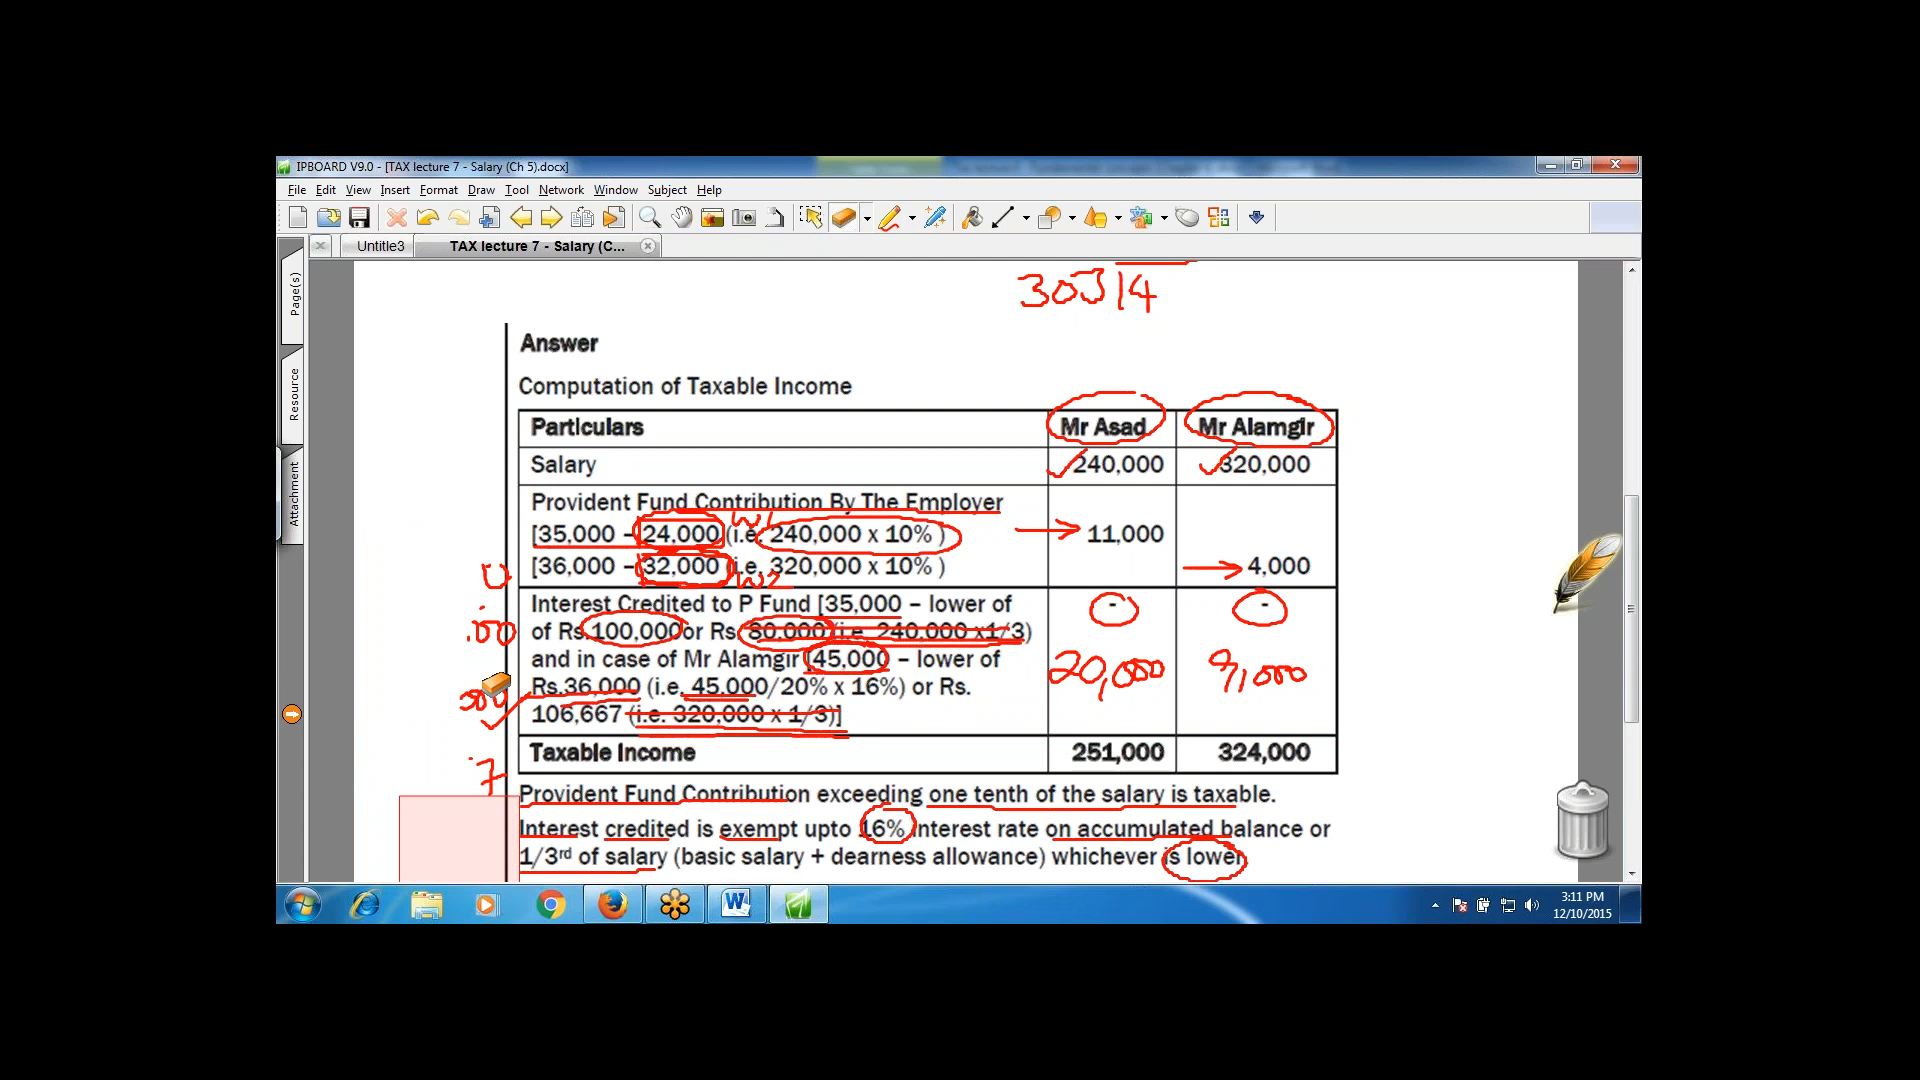 IPBOARD V9.0 - [TAX lecture 7 - Salary (Ch 5).docx]
File Edit View Insert Format Draw Tool Network Window Subject Help
Untitle3 TAX lecture 7 - Salary (C...
Page(s)
Resource
Attachment
Answer
Computation of Taxable Income
Particulars Mr Asad Mr Alamgir
Salary 240,000 320,000
Provident Fund Contribution By The Employer
[35,000 – 24,000 (i.e. 240,000 x 10% ) 11,000
W1
[36,000 – 32,000 (i.e. 320,000 x 10% ) 4,000
W2
Interest Credited to P Fund [35,000 – lower of - -
of Rs 100,000 or Rs. 80,000 (i.e. 240,000 x1/3)
and in case of Mr Alamgir [45,000 – lower of 20,000 9,000
Rs.36,000 (i.e. 45,000/20% x 16%) or Rs.
106,667 (i.e. 320,000 x 1/3)]
Taxable Income 251,000 324,000
Provident Fund Contribution exceeding one tenth of the salary is taxable.
Interest credited is exempt upto 16% interest rate on accumulated balance or
1/3rd of salary (basic salary + dearness allowance) whichever is lower
3:11 PM
12/10/2015